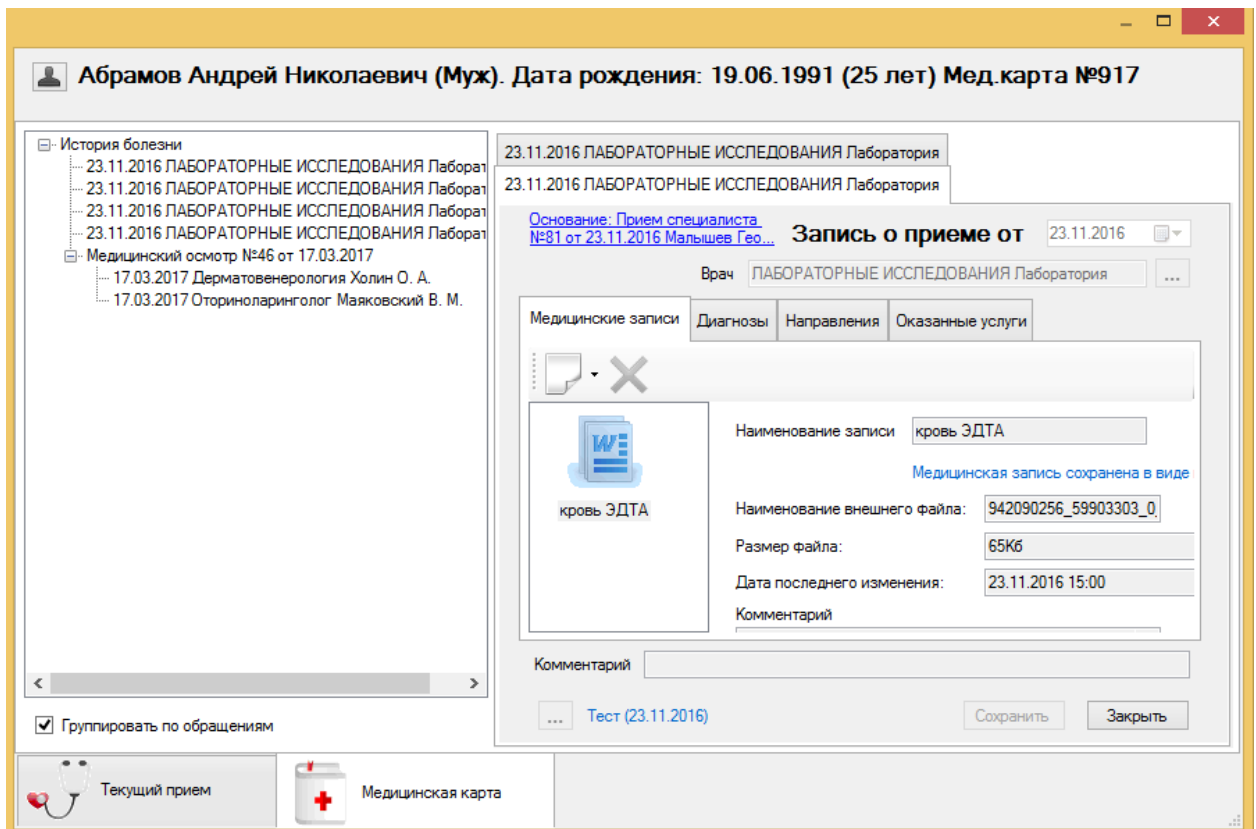 Абрамов Андрей Николаевич (Муж). Дата рождения: 19.06.1991 (25 лет) Мед.карта №917
История болезни
23.11.2016 ЛАБОРАТОРНЫЕ ИССЛЕДОВАНИЯ Лаборат
23.11.2016 ЛАБОРАТОРНЫЕ ИССЛЕДОВАНИЯ Лаборат
23.11.2016 ЛАБОРАТОРНЫЕ ИССЛЕДОВАНИЯ Лаборат
23.11.2016 ЛАБОРАТОРНЫЕ ИССЛЕДОВАНИЯ Лаборат
Медицинский осмотр №46 от 17.03.2017
17.03.2017 Дерматовенерология Холин О. А.
17.03.2017 Оториноларинголог Маяковский В. М.
Группировать по обращениям
23.11.2016 ЛАБОРАТОРНЫЕ ИССЛЕДОВАНИЯ Лаборатория
23.11.2016 ЛАБОРАТОРНЫЕ ИССЛЕДОВАНИЯ Лаборатория
Основание: Прием специалиста
№81 от 23.11.2016 Малышев Гео...
Запись о приеме от 23.11.2016
Врач ЛАБОРАТОРНЫЕ ИССЛЕДОВАНИЯ Лаборатория ...
Медицинские записи Диагнозы Направления Оказанные услуги
W
кровь ЭДТА
Наименование записи кровь ЭДТА
Медицинская запись сохранена в виде
Наименование внешнего файла: 942090256_59903303_0_
Размер файла: 65Кб
Дата последнего изменения: 23.11.2016 15:00
Комментарий
Комментарий
... Тест (23.11.2016) Сохранить Закрыть
Текущий прием Медицинская карта